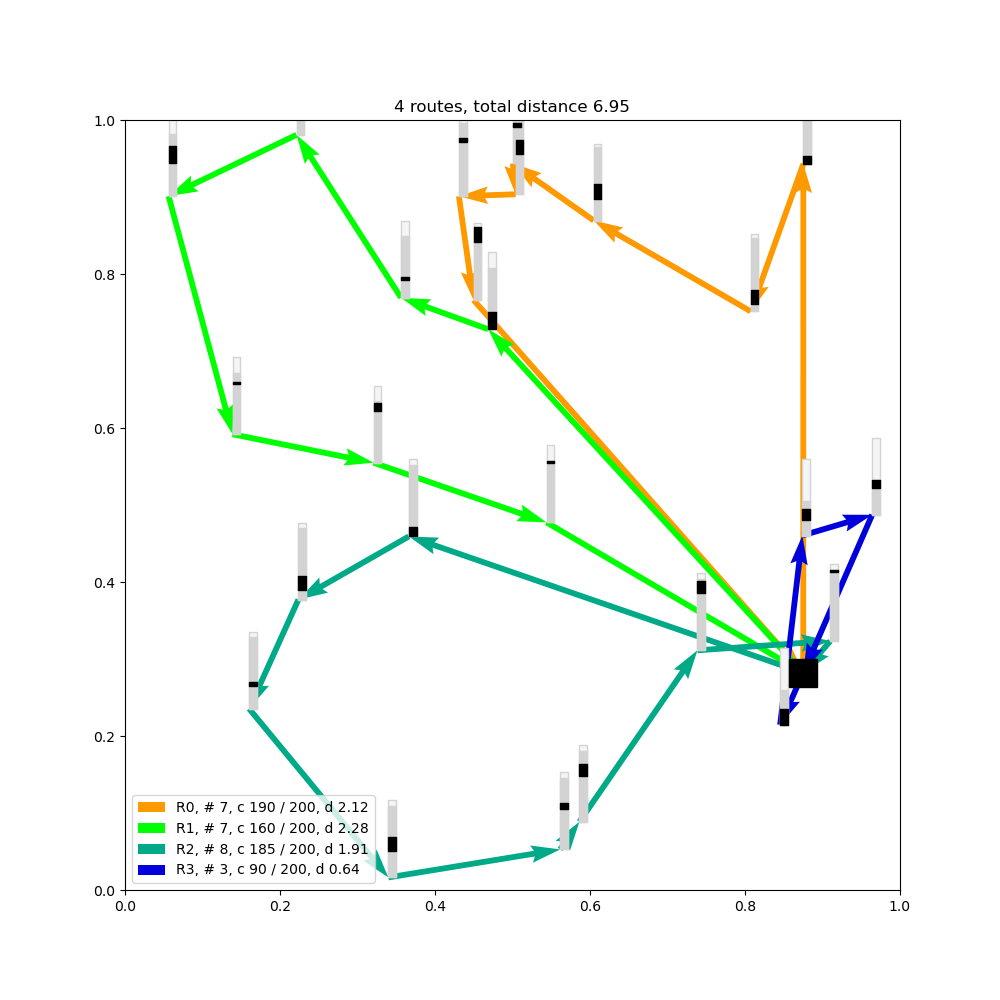 4 routes, total distance 6.95
1.0
0.8
0.6
0.4
0.2
0.0
R0, # 7, c 190 / 200, d 2.12
R1, # 7, c 160 / 200, d 2.28
R2, # 8, c 185 / 200, d 1.91
R3, # 3, c 90 / 200, d 0.64
0.0 0.2 0.4 0.6 0.8 1.0